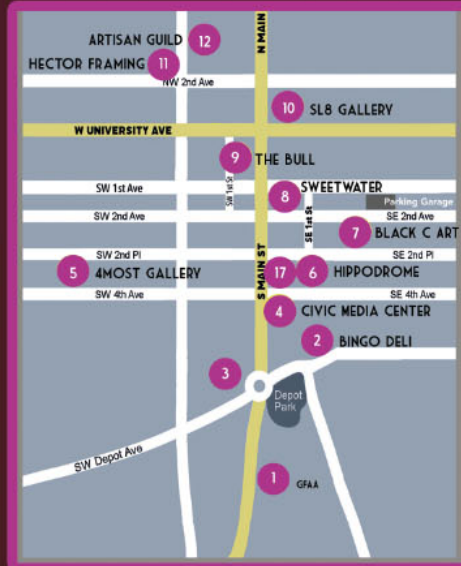 N MAIN
ARTISAN GUILD 12
HECTOR FRAMING 11
NW 2nd Ave
10 SL8 GALLERY
W UNIVERSITY AVE
9 THE BULL
SW 1st St
SW 1st Ave
8 SWEETWATER
Parking Garage
SW 2nd Ave
SE 1st St
SE 2nd Ave
7 BLACK C ART
SW 2nd Pl
SE 2nd Pl
5 4MOST GALLERY
S MAIN ST
17 6 HIPPODROME
SW 4th Ave
SE 4th Ave
4 CIVIC MEDIA CENTER
2 BINGO DELI
3
Depot
Park
SW Depot Ave
1 GFAA